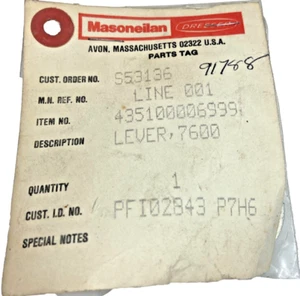 Masoneilan DRESSER
AVON, MASSACHUSETTS 02322 U.S.A.
PARTS TAG
91788
CUST. ORDER NO. S53136
M.N. REF. NO. LINE 001
ITEM NO. 435100006999
DESCRIPTION LEVER,7600
QUANTITY 1
CUST. I.D. NO. PFI02843 P7H6
SPECIAL NOTES